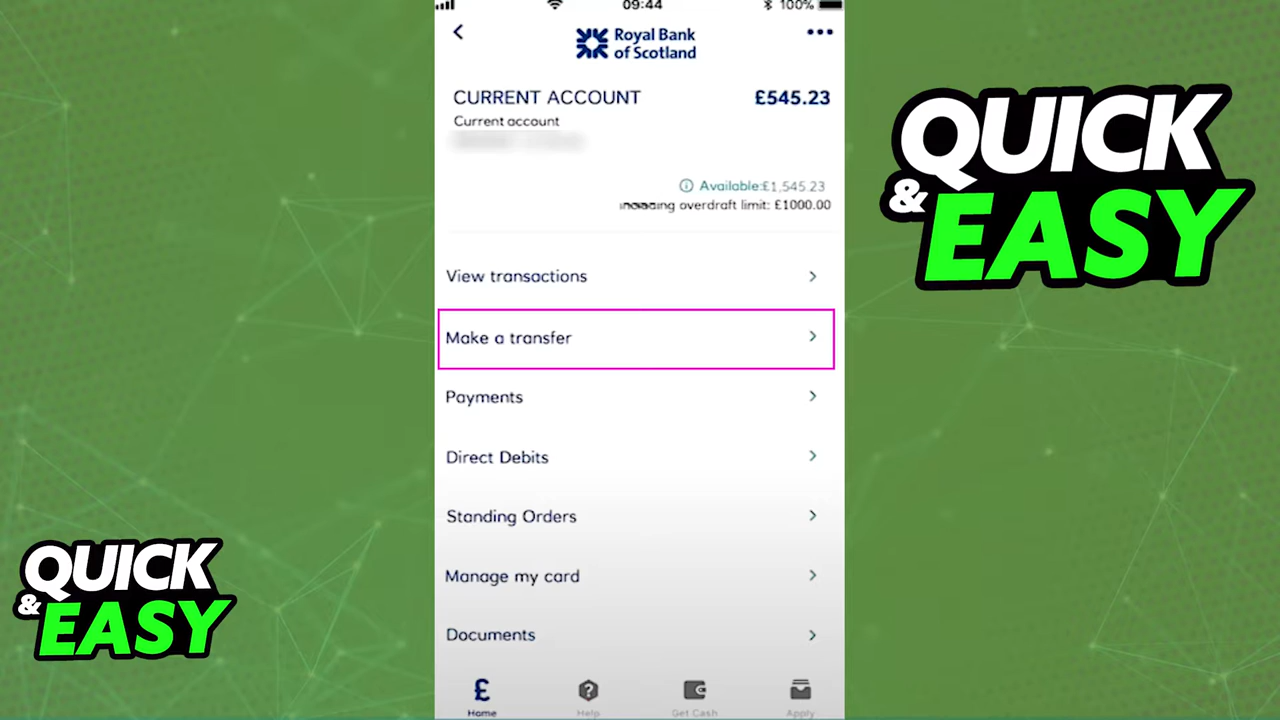 09:44
100%
Royal Bank
of Scotland
CURRENT ACCOUNT
£545.23
Current account
Available:£1,545.23
overdraft limit: £1000.00
View transactions
Make a transfer
Payments
Direct Debits
Standing Orders
Manage my card
Documents
Home
Help
Get Cash
Apply
QUICK
& EASY
QUICK
& EASY